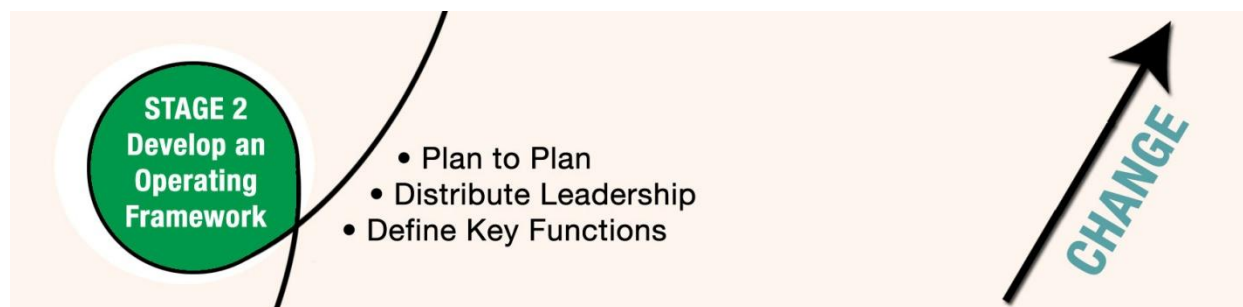 STAGE 2
Develop an
Operating
Framework
• Plan to Plan
• Distribute Leadership
• Define Key Functions
CHANGE